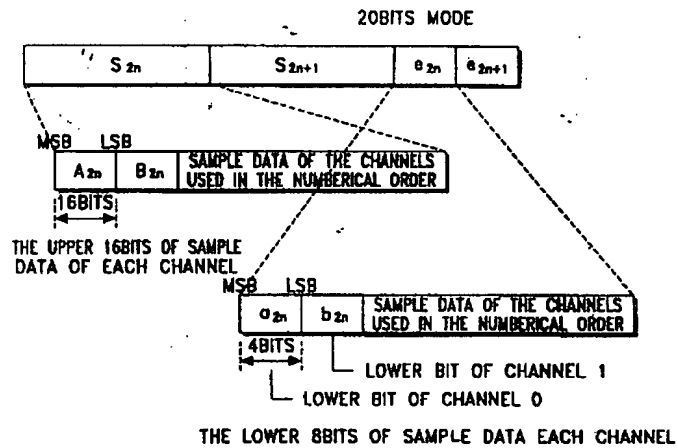 20BITS MODE
S2n S2n+1 e2n e2n+1
MSB LSB
A2n B2n SAMPLE DATA OF THE CHANNELS
USED IN THE NUMBERICAL ORDER
16BITS
THE UPPER 16BITS OF SAMPLE
DATA OF EACH CHANNEL
MSB LSB
a2n b2n SAMPLE DATA OF THE CHANNELS
USED IN THE NUMBERICAL ORDER
4BITS
LOWER BIT OF CHANNEL 1
LOWER BIT OF CHANNEL 0
THE LOWER 8BITS OF SAMPLE DATA EACH CHANNEL